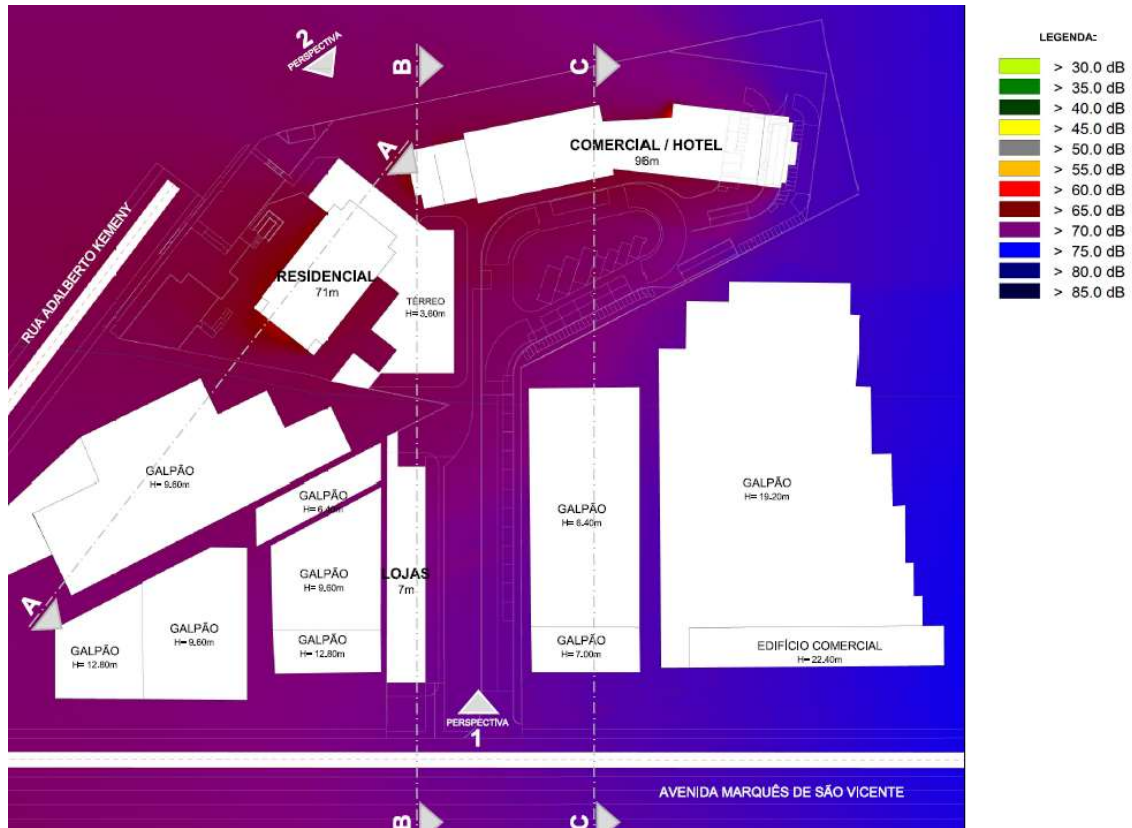 LEGENDA:
> 30.0 dB
> 35.0 dB
> 40.0 dB
> 45.0 dB
> 50.0 dB
> 55.0 dB
> 60.0 dB
> 65.0 dB
> 70.0 dB
> 75.0 dB
> 80.0 dB
> 85.0 dB
2
PERSPECTIVA
B
C
A
COMERCIAL / HOTEL
96m
RUA ADALBERTO KEMENY
RESIDENCIAL
71m
TÉRREO
H= 3.60m
GALPÃO
H= 9.60m
GALPÃO
H= 6.40m
GALPÃO
H= 9.60m
LOJAS
7m
GALPÃO
H= 6.40m
GALPÃO
H= 19.20m
A
GALPÃO
H= 12.80m
GALPÃO
H= 9.60m
GALPÃO
H= 12.80m
GALPÃO
H= 7.00m
EDIFÍCIO COMERCIAL
H= 22.40m
PERSPECTIVA
1
AVENIDA MARQUÊS DE SÃO VICENTE
B
C